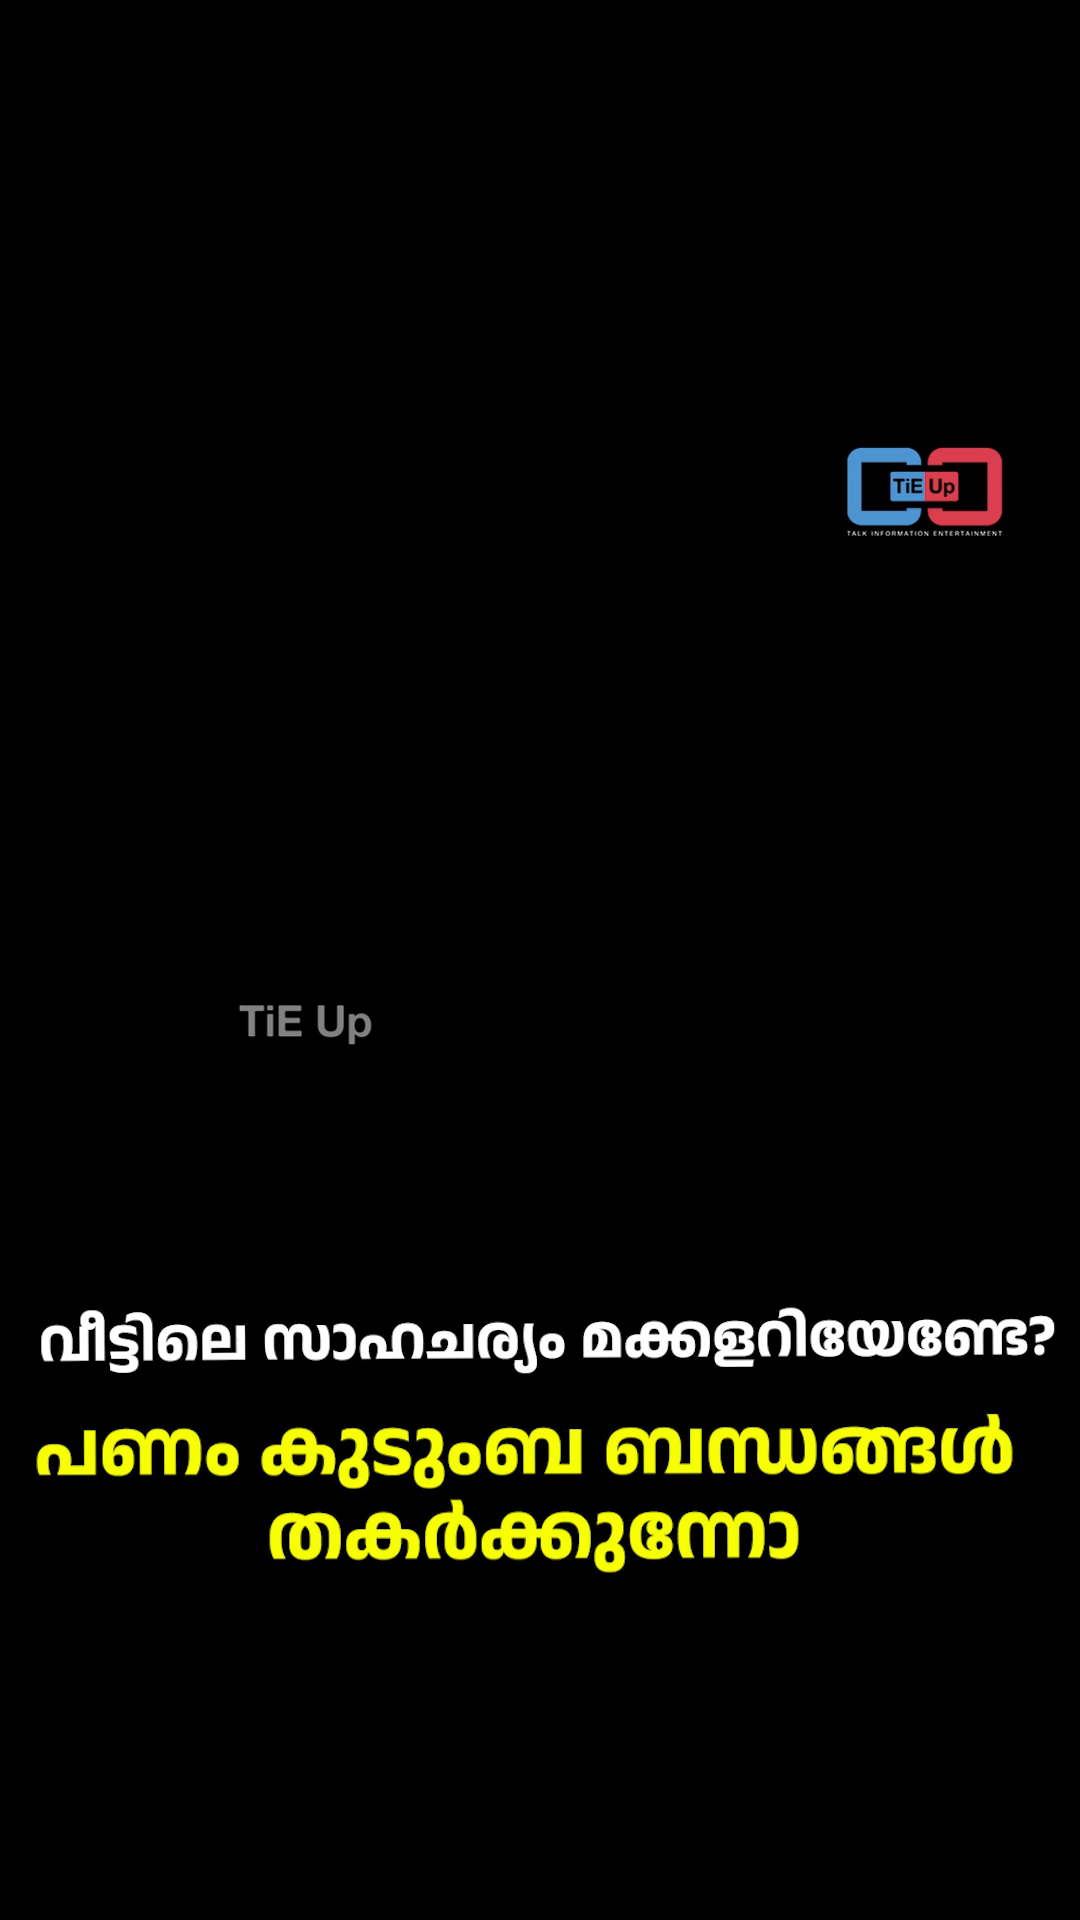 TiE Up
TALK INFORMATION ENTERTAINMENT
TiE Up
വീട്ടിലെ സാഹചര്യം മക്കളറിയേണ്ടേ?
പണം കുടുംബ ബന്ധങ്ങൾ
തകർക്കുന്നോ